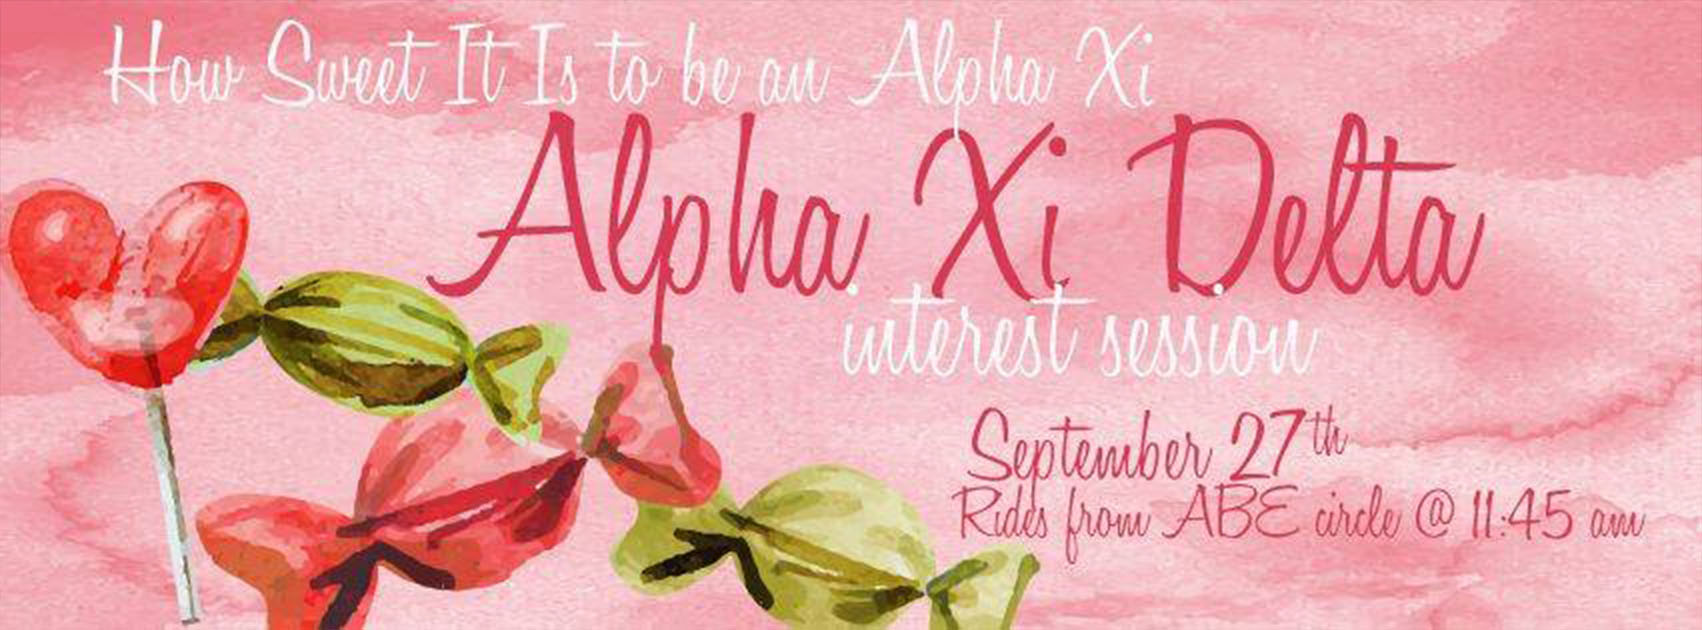 How Sweet It Is to be an Alpha Xi
Alpha Xi Delta
interest session
September 27th
Rides from ABE circle @ 11:45 am